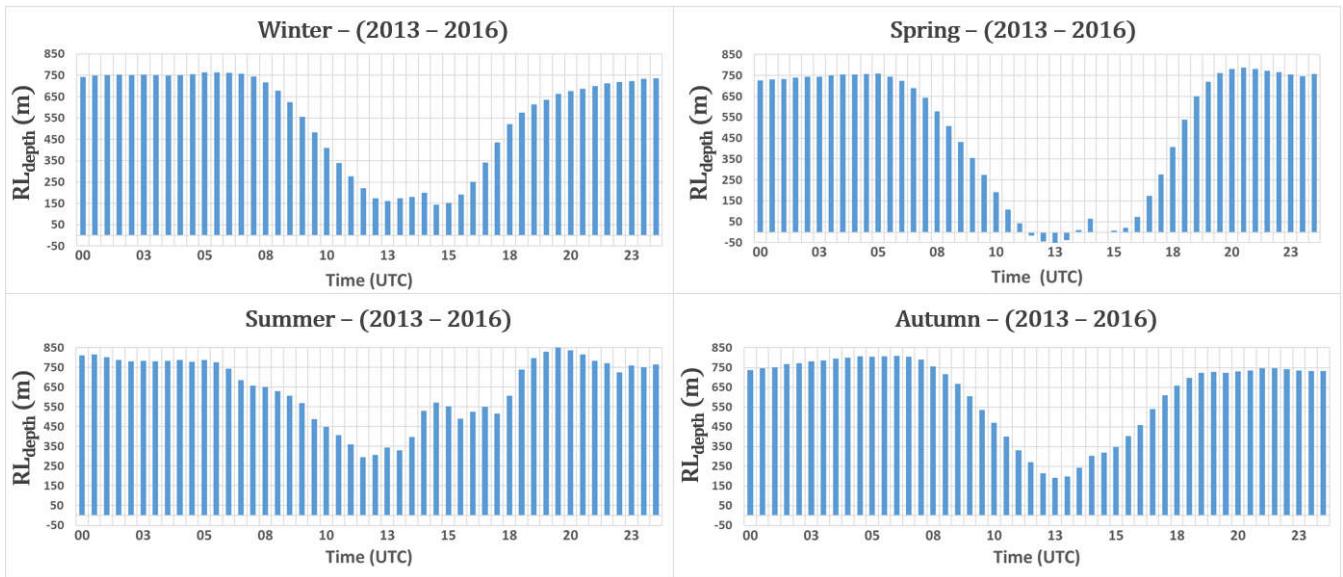 Winter – (2013 – 2016)
850
750
650
550
450
350
250
150
50
-50
RLdepth (m)
00 03 05 08 10 13 15 18 20 23
Time (UTC)
Spring – (2013 – 2016)
850
750
650
550
450
350
250
150
50
-50
RLdepth (m)
00 03 05 08 10 13 15 18 20 23
Time (UTC)
Summer – (2013 – 2016)
850
750
650
550
450
350
250
150
50
-50
RLdepth (m)
00 03 05 08 10 13 15 18 20 23
Time (UTC)
Autumn – (2013 – 2016)
850
750
650
550
450
350
250
150
50
-50
RLdepth (m)
00 03 05 08 10 13 15 18 20 23
Time (UTC)